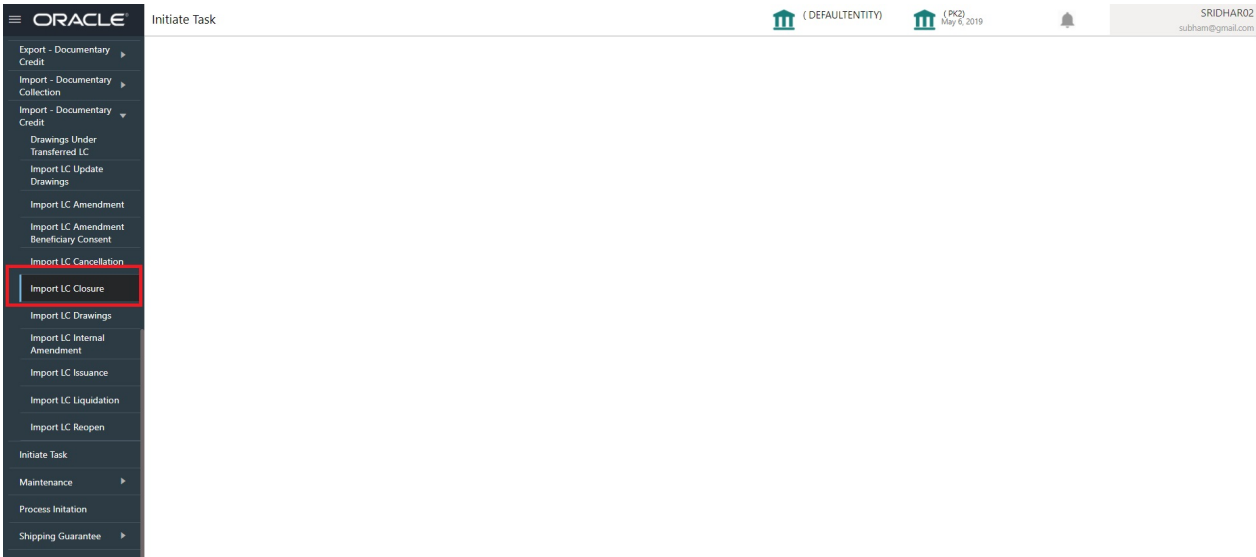 ORACLE
Initiate Task
( DEFAULTENTITY)
( PK2)
May 6, 2019
SRIDHAR02
subham@gmail.com
Export - Documentary
Credit
Import - Documentary
Collection
Import - Documentary
Credit
Drawings Under
Transferred LC
Import LC Update
Drawings
Import LC Amendment
Import LC Amendment
Beneficiary Consent
Import LC Cancellation
Import LC Closure
Import LC Drawings
Import LC Internal
Amendment
Import LC Issuance
Import LC Liquidation
Import LC Reopen
Initiate Task
Maintenance
Process Initation
Shipping Guarantee